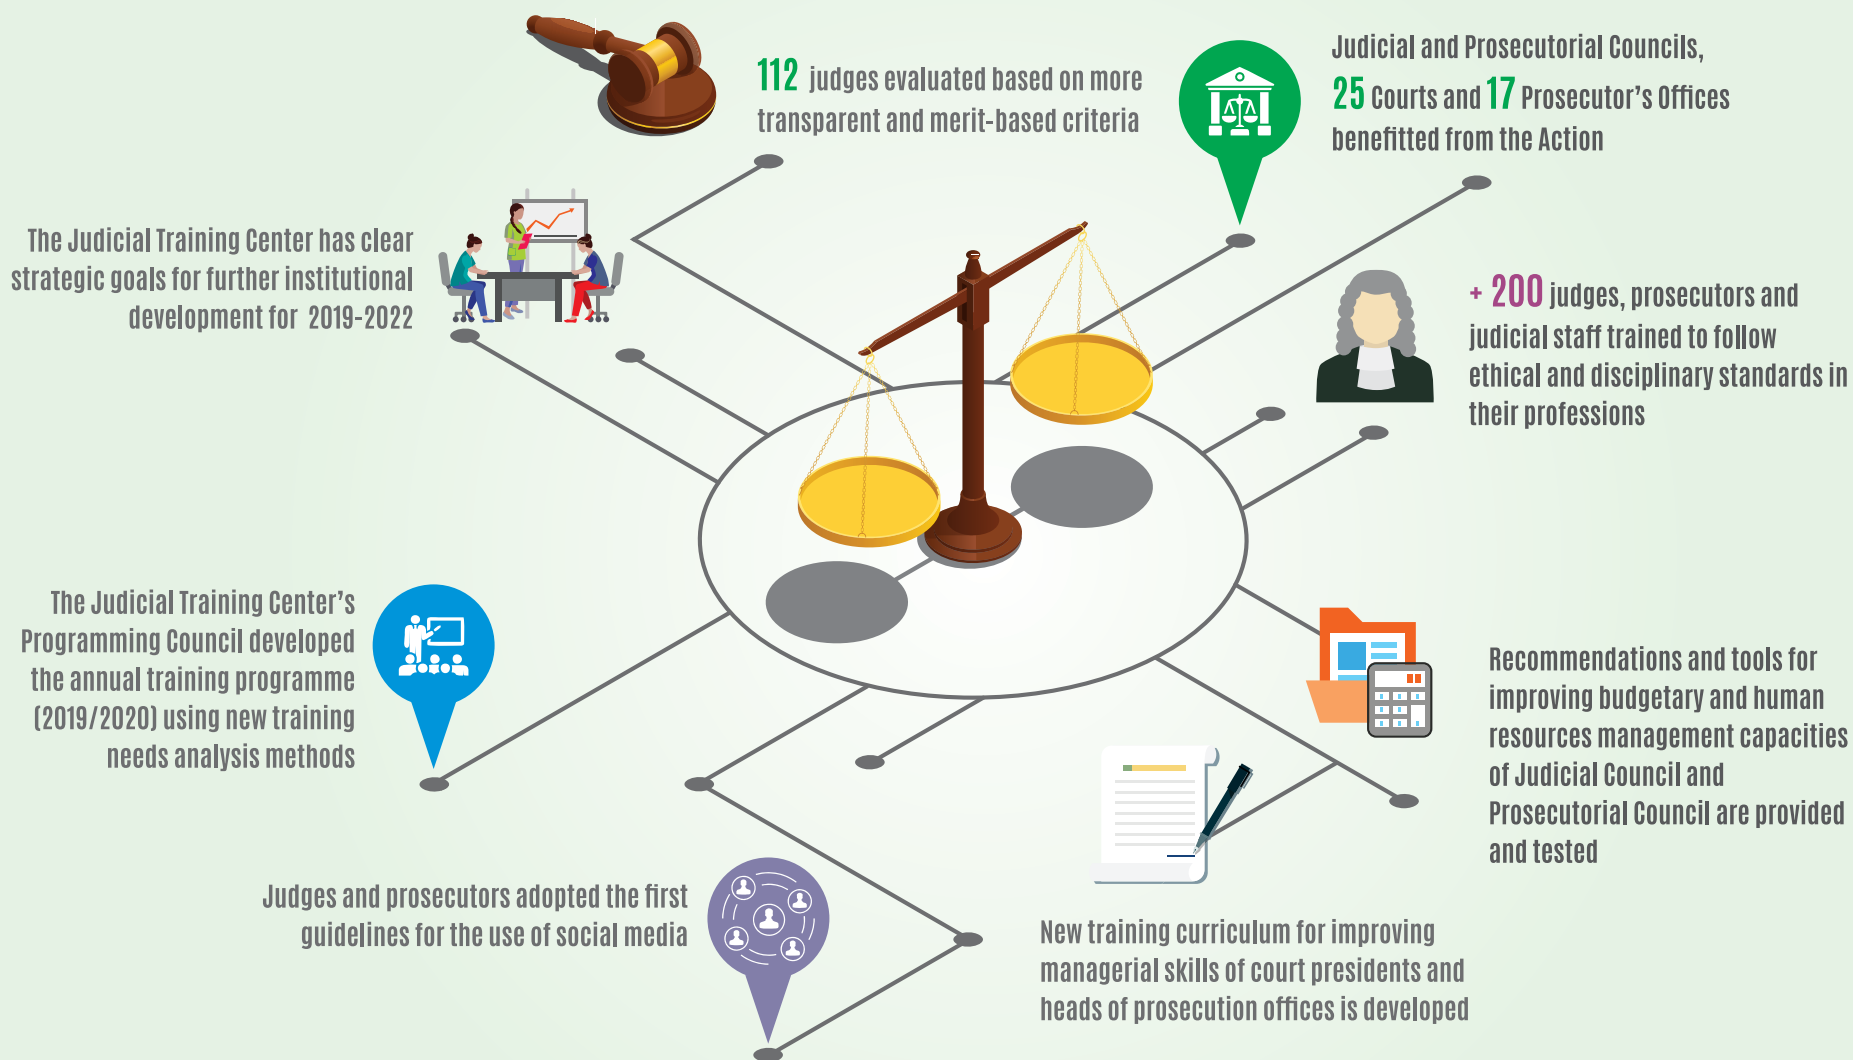 112 judges evaluated based on more
transparent and merit-based criteria
Judicial and Prosecutorial Councils,
25 Courts and 17 Prosecutor's Offices
benefitted from the Action
The Judicial Training Center has clear
strategic goals for further institutional
development for 2019-2022
+ 200 judges, prosecutors and
judicial staff trained to follow
ethical and disciplinary standards in
their professions
The Judicial Training Center's
Programming Council developed
the annual training programme
(2019/2020) using new training
needs analysis methods
Recommendations and tools for
improving budgetary and human
resources management capacities
of Judicial Council and
Prosecutorial Council are provided
and tested
Judges and prosecutors adopted the first
guidelines for the use of social media
New training curriculum for improving
managerial skills of court presidents and
heads of prosecution offices is developed